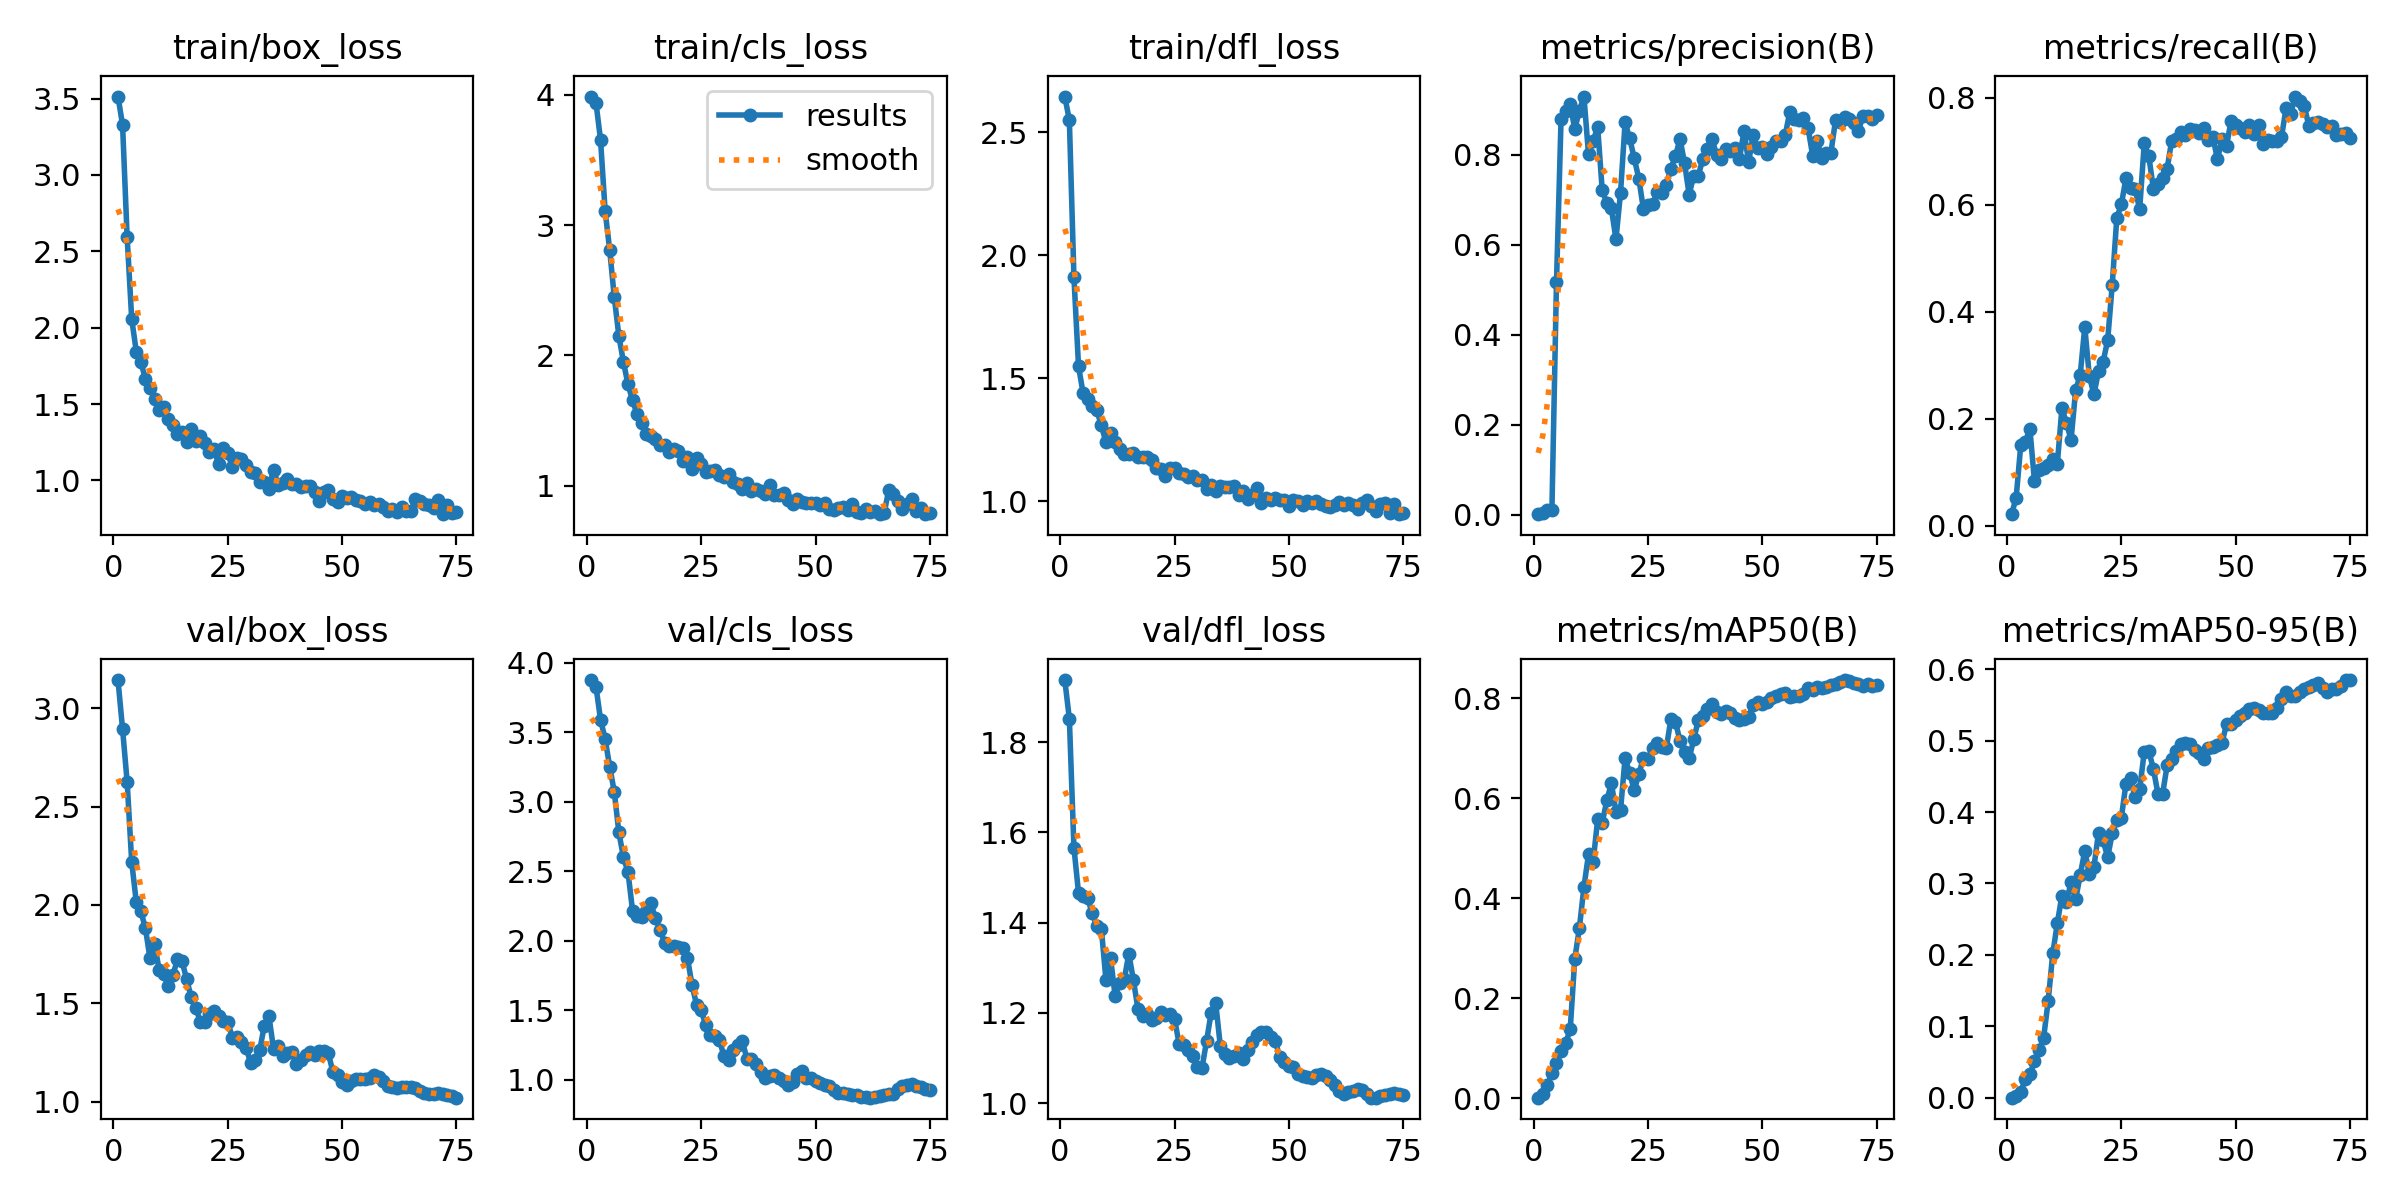 train/box_loss
3.5
3.0
2.5
2.0
1.5
1.0
0 25 50 75
train/cls_loss
results
smooth
4
3
2
1
0 25 50 75
train/dfl_loss
2.5
2.0
1.5
1.0
0 25 50 75
metrics/precision(B)
0.8
0.6
0.4
0.2
0.0
0 25 50 75
metrics/recall(B)
0.8
0.6
0.4
0.2
0.0
0 25 50 75
val/box_loss
3.0
2.5
2.0
1.5
1.0
0 25 50 75
val/cls_loss
4.0
3.5
3.0
2.5
2.0
1.5
1.0
0 25 50 75
val/dfl_loss
1.8
1.6
1.4
1.2
1.0
0 25 50 75
metrics/mAP50(B)
0.8
0.6
0.4
0.2
0.0
0 25 50 75
metrics/mAP50-95(B)
0.6
0.5
0.4
0.3
0.2
0.1
0.0
0 25 50 75